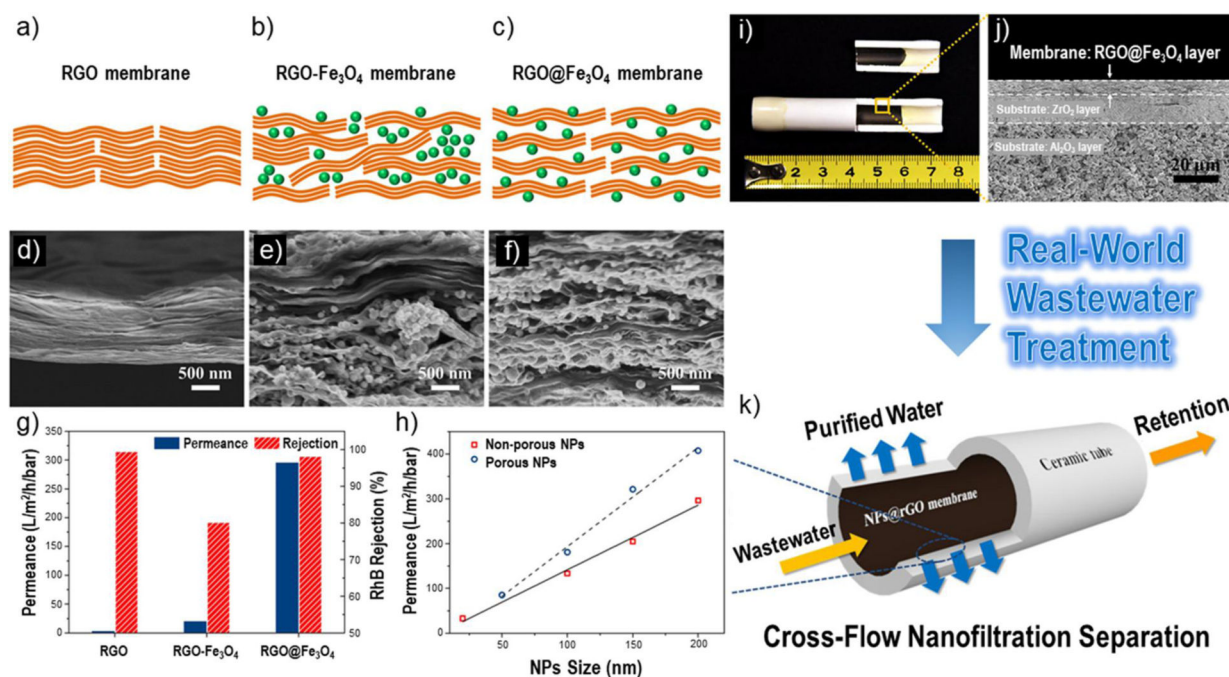 a)
RGO membrane
b)
RGO-Fe₃O₄ membrane
c)
RGO@Fe₃O₄ membrane
d)
500 nm
e)
500 nm
f)
500 nm
g)
Permeance
Rejection
Permeance (L/m²/h/bar)
350
300
250
200
150
100
50
0
RhB Rejection (%)
100
90
80
70
60
50
RGO
RGO-Fe₃O₄
RGO@Fe₃O₄
h)
Non-porous NPs
Porous NPs
Permeance (L/m²/h/bar)
400
300
200
100
0
50
100
150
200
NPs Size (nm)
i)
2 3 4 5 6 7 8
j)
Membrane: RGO@Fe₃O₄ layer
Substrate: ZrO₂ layer
Substrate: Al₂O₃ layer
20 μm
Real-World
Wastewater
Treatment
k)
Purified Water
Retention
Ceramic tube
NPs@rGO membrane
Wastewater
Cross-Flow Nanofiltration Separation